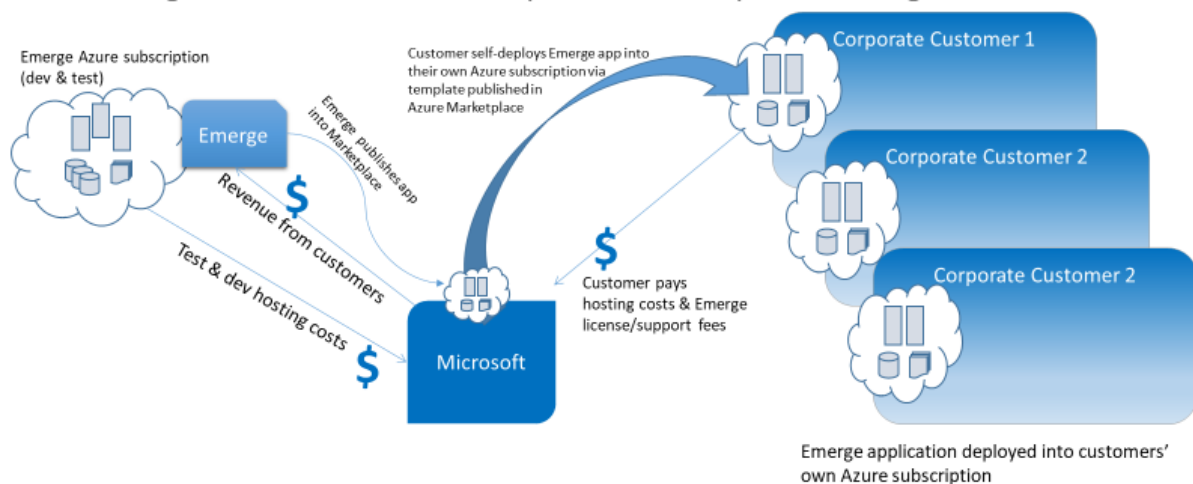 Emerge Azure subscription
(dev & test)
Emerge
Emerge publishes app
into Marketplace
$
Revenue from customers
Test & dev hosting costs
$
Customer self-deploys Emerge app into
their own Azure subscription via
template published in
Azure Marketplace
Microsoft
$
Customer pays
hosting costs & Emerge
license/support fees
Corporate Customer 1
Corporate Customer 2
Corporate Customer 2
Emerge application deployed into customers'
own Azure subscription